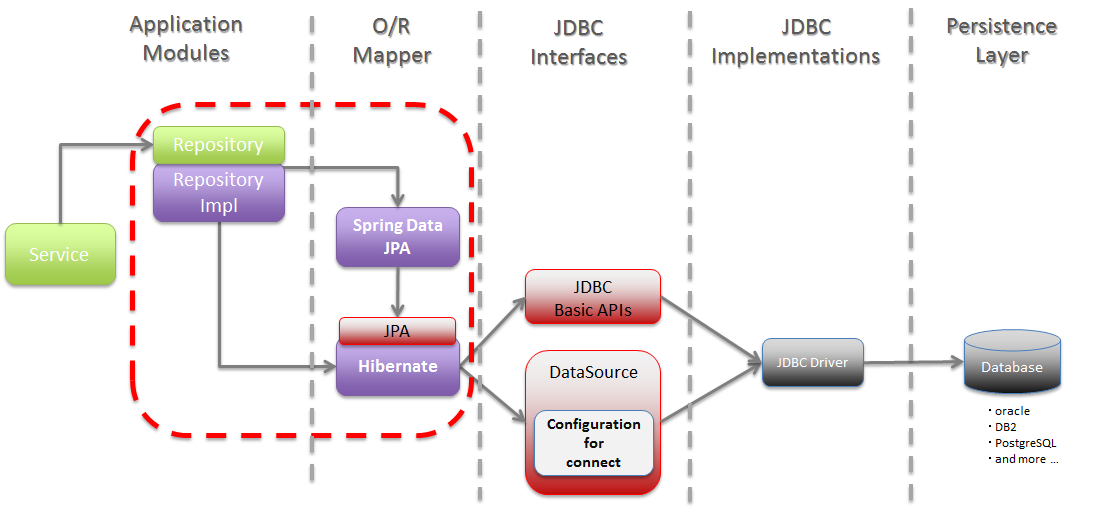 Application
Modules
O/R
Mapper
JDBC
Interfaces
JDBC
Implementations
Persistence
Layer
Repository
Repository
Impl
Service
Spring Data
JPA
JPA
Hibernate
JDBC
Basic APIs
DataSource
Configuration
for
connect
JDBC Driver
Database
・oracle
・DB2
・PostgreSQL
・and more ...